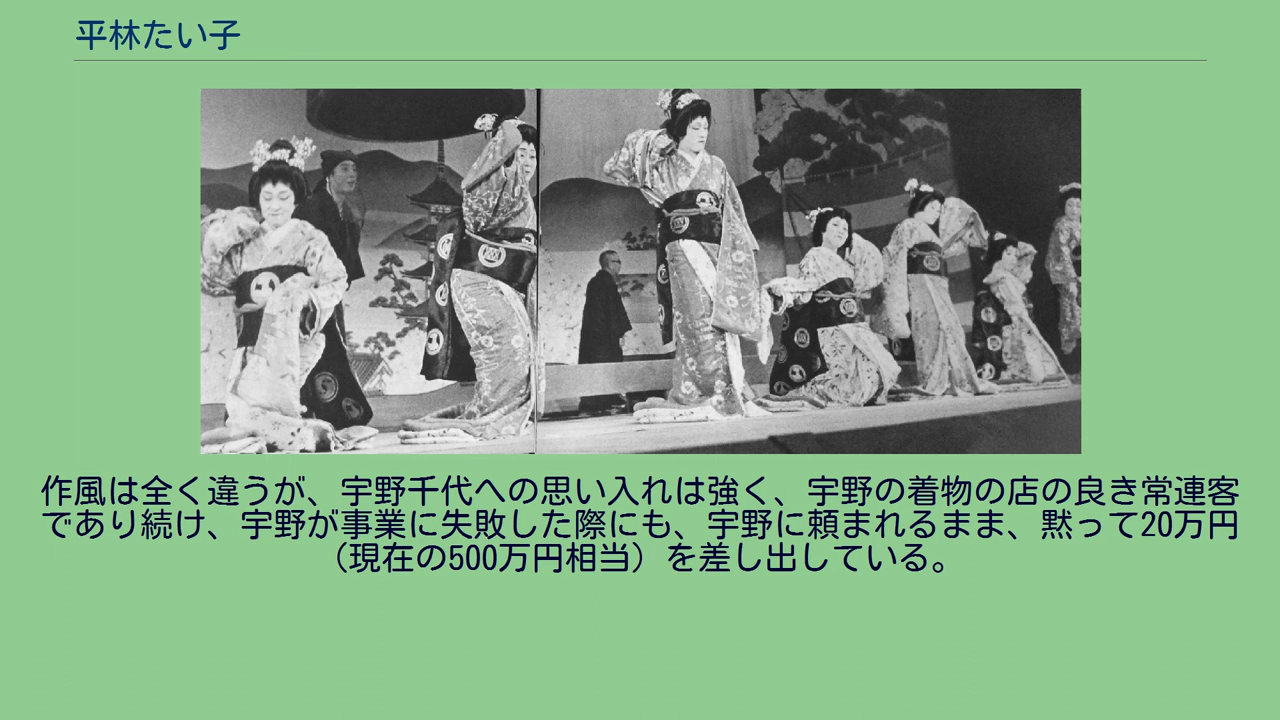 平林たい子
作風は全く違うが、宇野千代への思い入れは強く、宇野の着物の店の良き常連客
であり続け、宇野が事業に失敗した際にも、宇野に頼まれるまま、黙って20万円
（現在の500万円相当）を差し出している。